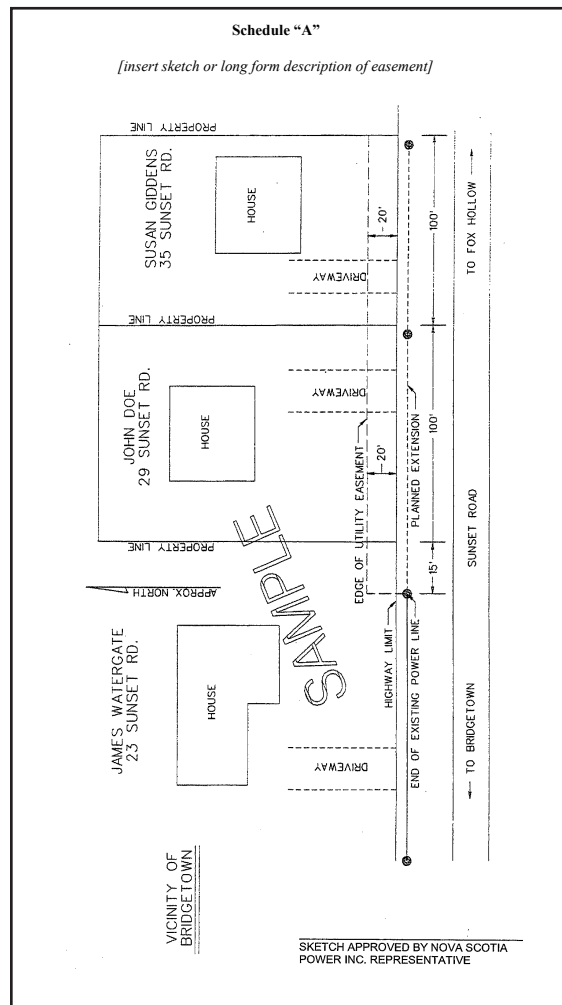 Schedule “A”
[insert sketch or long form description of easement]
PROPERTY LINE
SUSAN GIDDENS
35 SUNSET RD.
HOUSE
20'
100'
TO FOX HOLLOW
DRIVEWAY
PROPERTY LINE
JOHN DOE
29 SUNSET RD.
HOUSE
DRIVEWAY
EDGE OF UTILITY EASEMENT
20'
PLANNED EXTENSION
100'
SUNSET ROAD
PROPERTY LINE
APPROX. NORTH
SAMPLE
15'
JAMES WATERGATE
23 SUNSET RD.
HOUSE
HIGHWAY LIMIT
END OF EXISTING POWER LINE
DRIVEWAY
TO BRIDGETOWN
VICINITY OF
BRIDGETOWN
SKETCH APPROVED BY NOVA SCOTIA
POWER INC. REPRESENTATIVE